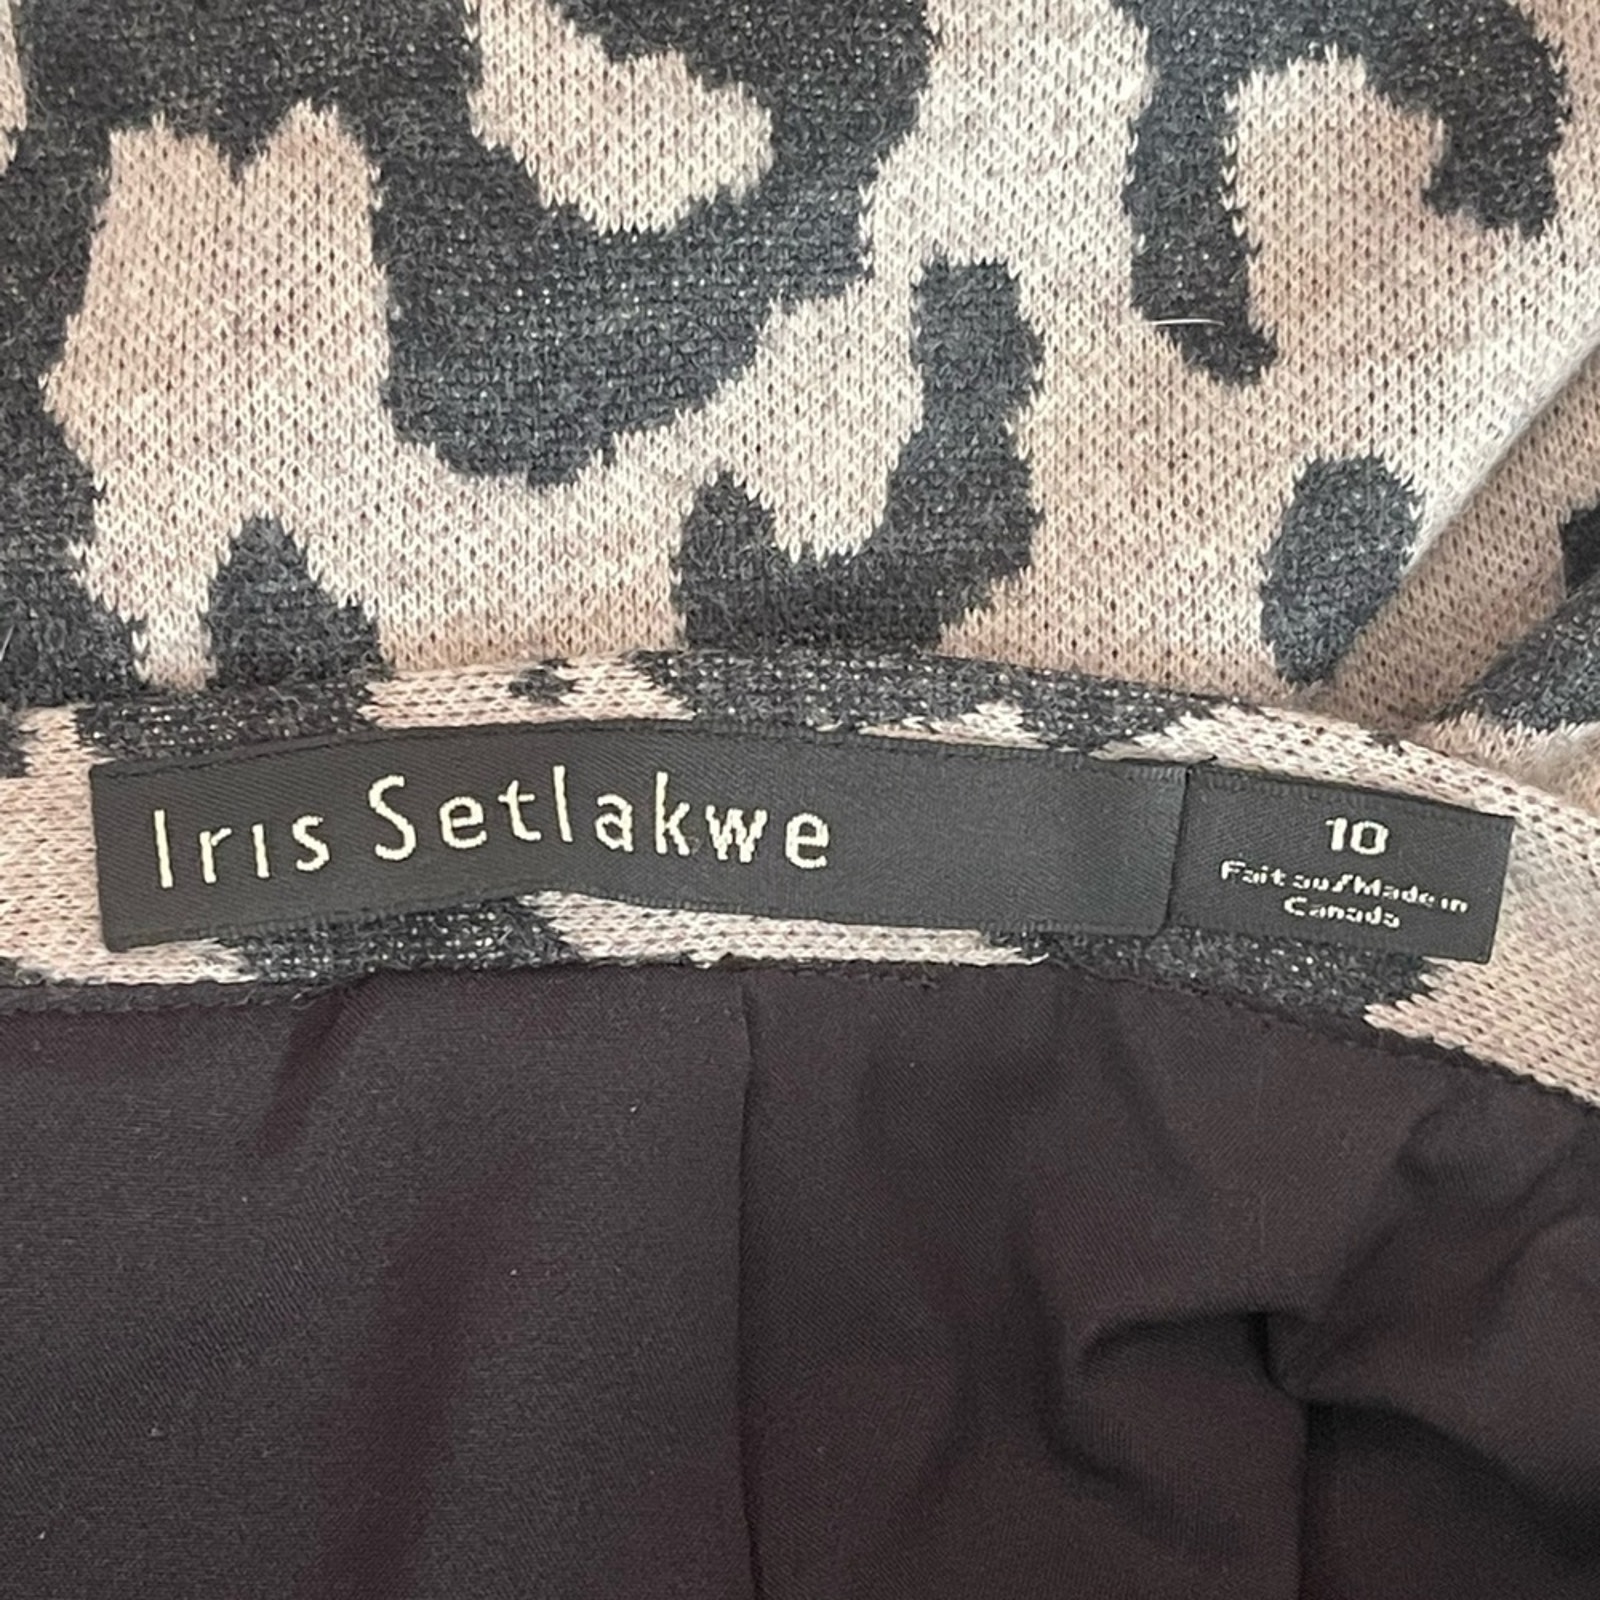 Iris Setlakwe
10
Fait au/Made in
Canada